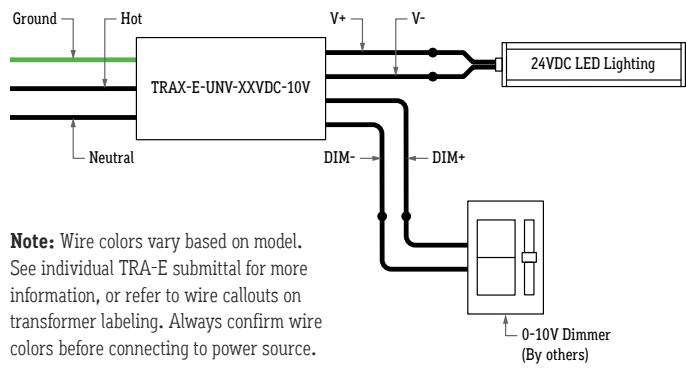 Ground
Hot
V+
V-
TRAX-E-UNV-XXVDC-10V
24VDC LED Lighting
Neutral
DIM-
DIM+
Note: Wire colors vary based on model.
See individual TRA-E submittal for more
information, or refer to wire callouts on
transformer labeling. Always confirm wire
colors before connecting to power source.
0-10V Dimmer
(By others)